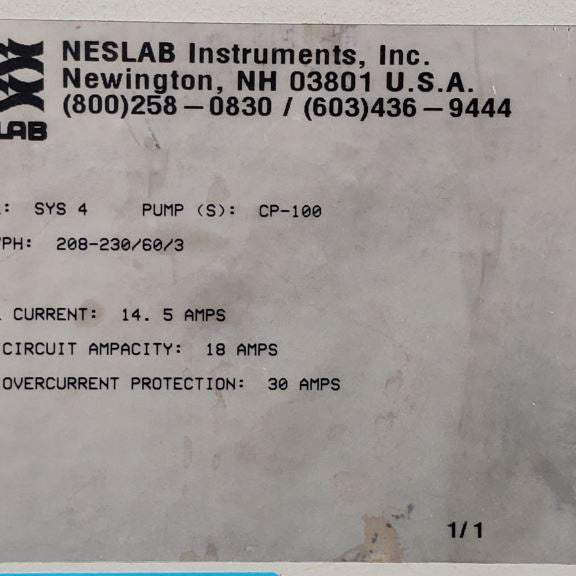 NESLAB Instruments, Inc.
Newington, NH 03801 U.S.A.
(800)258-0830 / (603)436-9444
LAB
: SYS 4 PUMP (S): CP-100
PH: 208-230/60/3
CURRENT: 14. 5 AMPS
CIRCUIT AMPACITY: 18 AMPS
OVERCURRENT PROTECTION: 30 AMPS
1/1